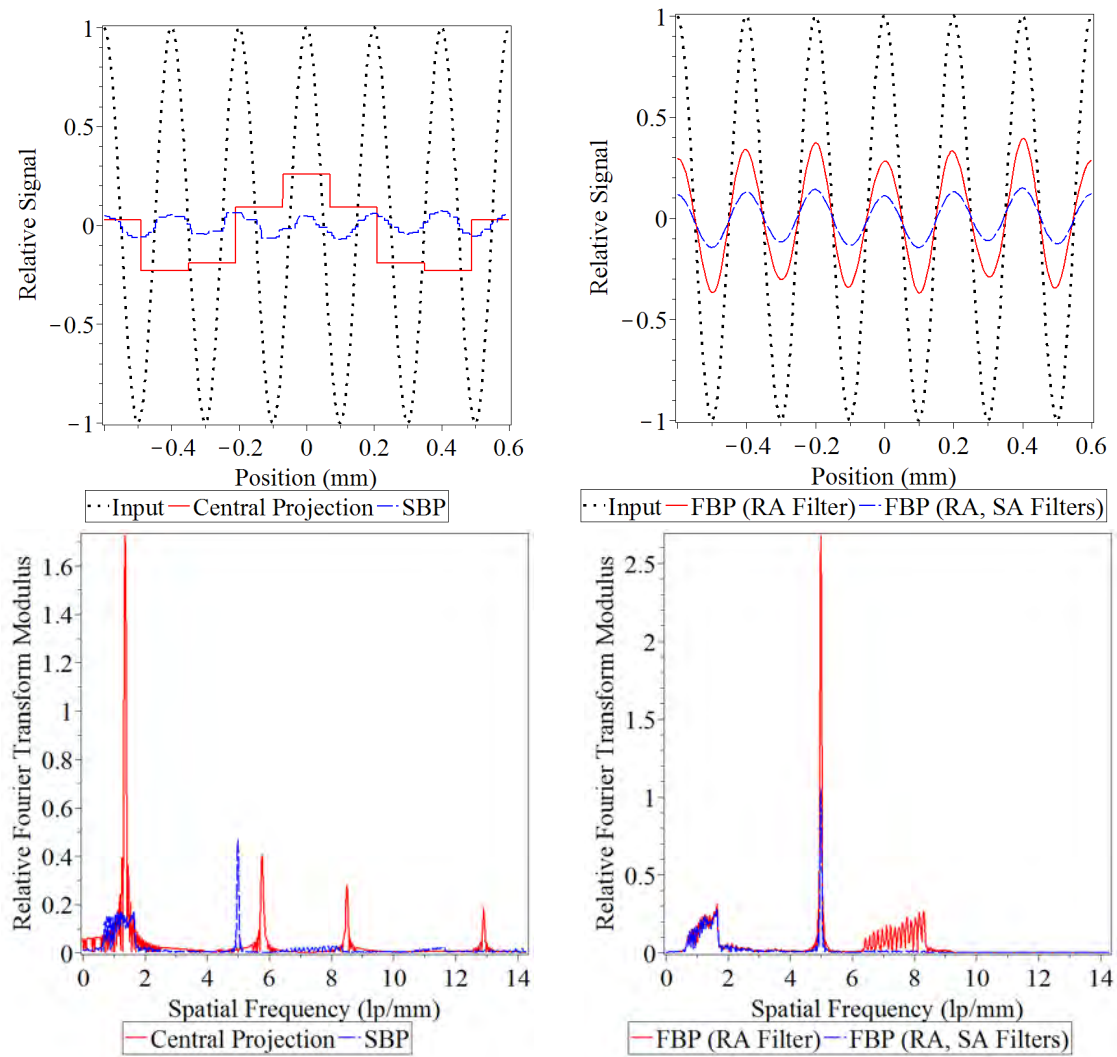 1
0.5
0
−0.5
−1
Relative Signal
−0.4 −0.2 0 0.2 0.4 0.6
Position (mm)
Input Central Projection SBP
1
0.5
0
−0.5
−1
Relative Signal
−0.4 −0.2 0 0.2 0.4 0.6
Position (mm)
Input FBP (RA Filter) FBP (RA, SA Filters)
1.6
1.4
1.2
1
0.8
0.6
0.4
0.2
0
Relative Fourier Transform Modulus
0 2 4 6 8 10 12 14
Spatial Frequency (lp/mm)
Central Projection SBP
2.5
2
1.5
1
0.5
0
Relative Fourier Transform Modulus
0 2 4 6 8 10 12 14
Spatial Frequency (lp/mm)
FBP (RA Filter) FBP (RA, SA Filters)